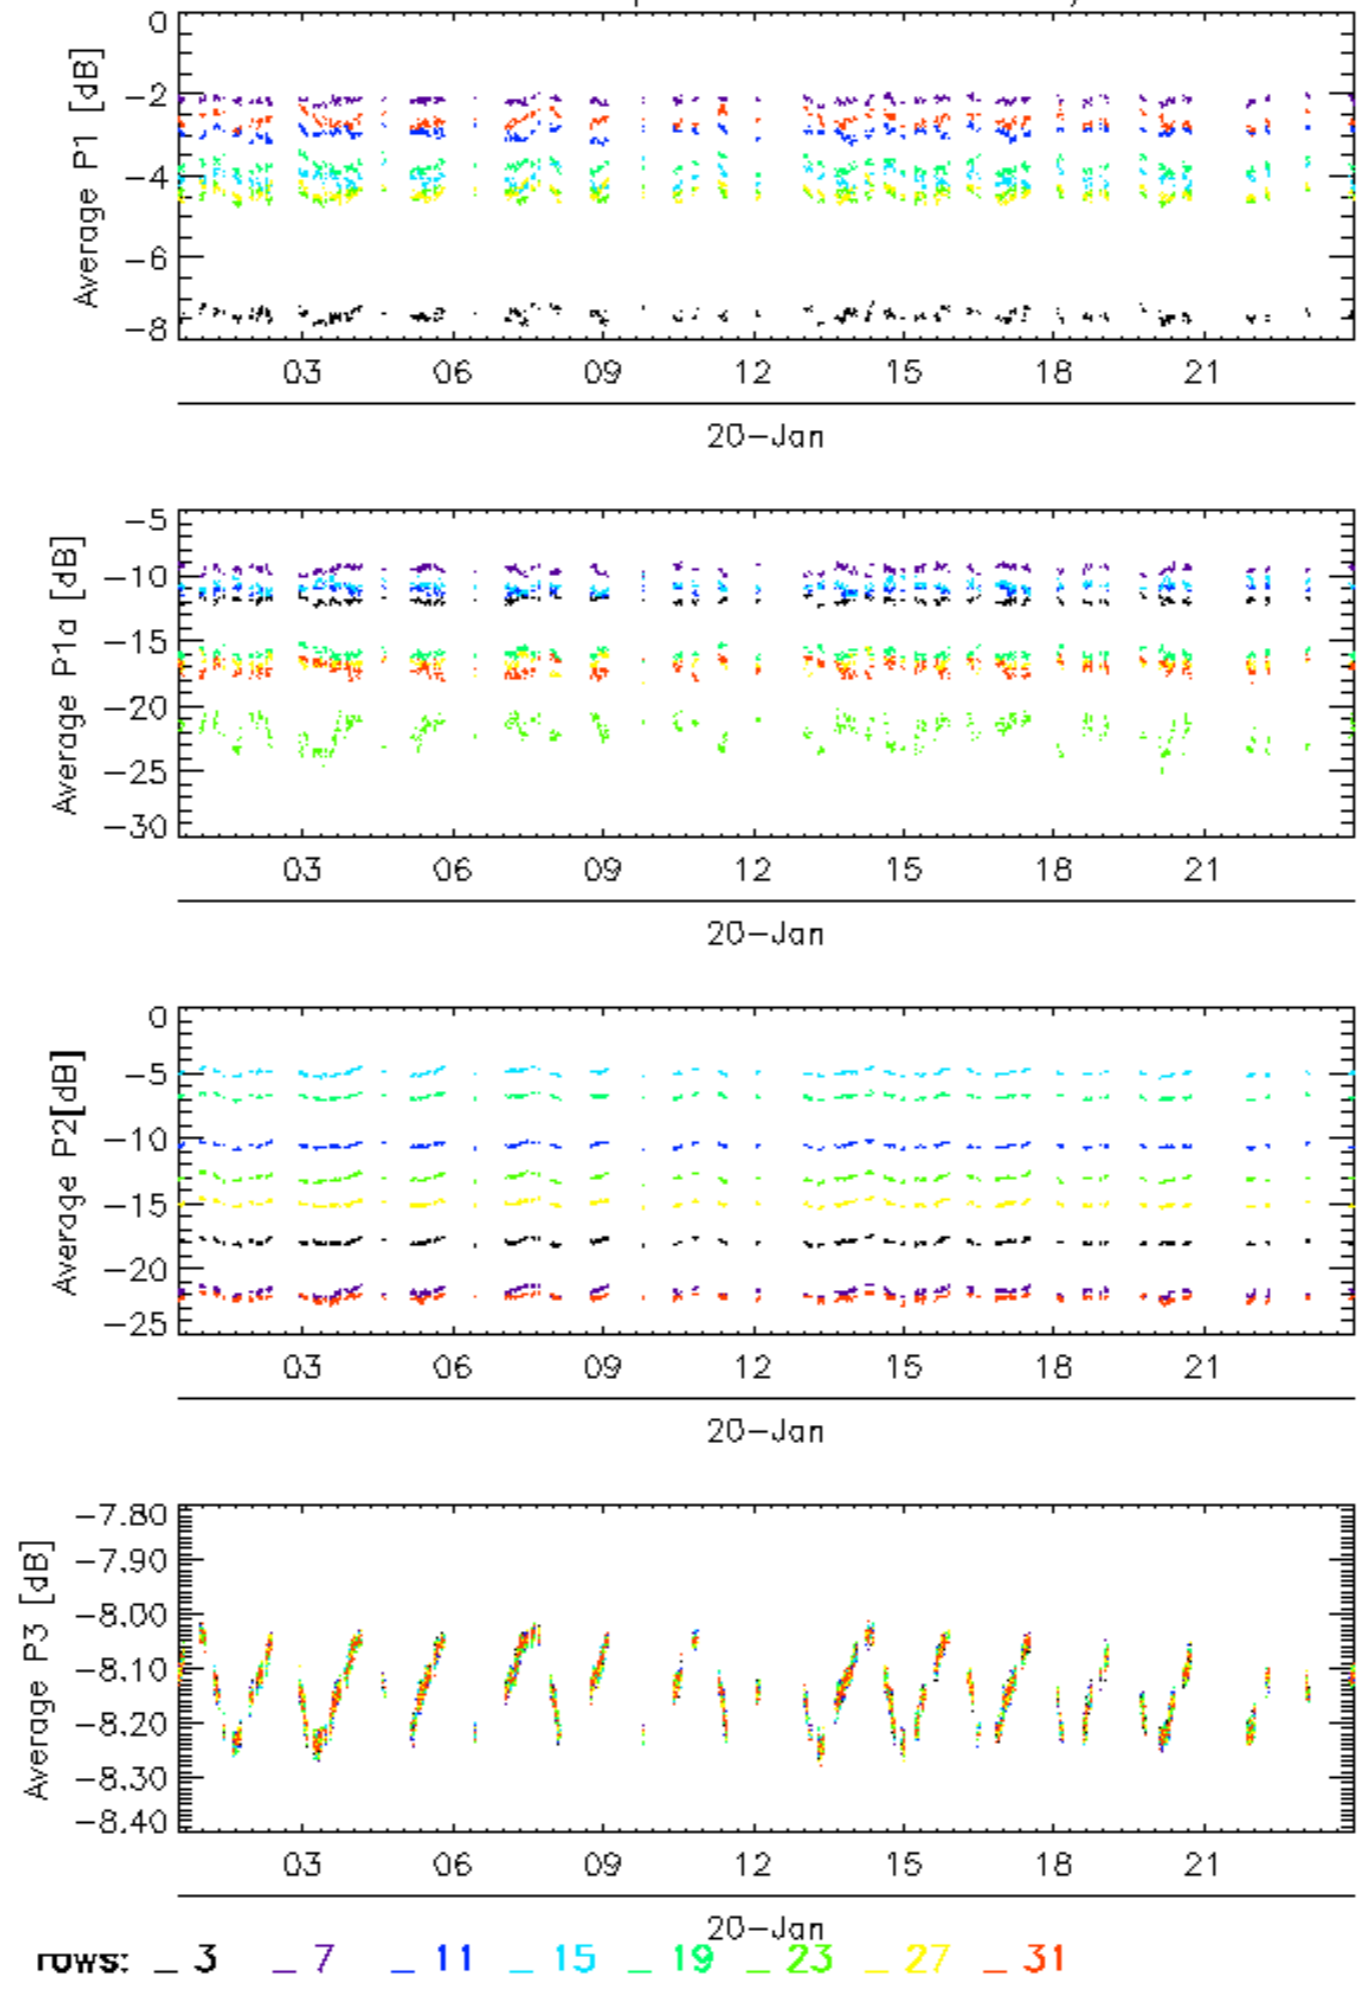 0
-2
-4
-6
-8
Average P1 [dB]
03 06 09 12 15 18 21
20-Jan
-5
-10
-15
-20
-25
-30
Average P1a [dB]
03 06 09 12 15 18 21
20-Jan
0
-5
-10
-15
-20
-25
Average P2[dB]
03 06 09 12 15 18 21
20-Jan
-7.80
-7.90
-8.00
-8.10
-8.20
-8.30
-8.40
Average P3 [dB]
03 06 09 12 15 18 21
20-Jan
rows: _ 3 _ 7 _ 11 _ 15 _ 19 _ 23 _ 27 _ 31